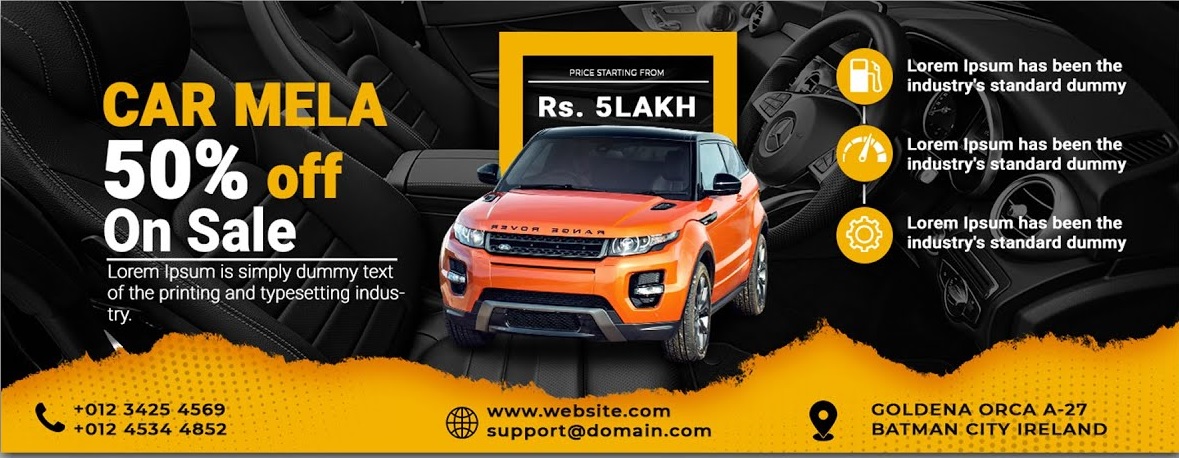 CAR MELA
50% off
On Sale
Lorem Ipsum is simply dummy text
of the printing and typesetting indus-
try.
PRICE STARTING FROM
Rs. 5LAKH
RANGE ROVER
Lorem Ipsum has been the
industry's standard dummy
Lorem Ipsum has been the
industry's standard dummy
Lorem Ipsum has been the
industry's standard dummy
+012 3425 4569
+012 4534 4852
www.website.com
support@domain.com
GOLDENA ORCA A-27
BATMAN CITY IRELAND